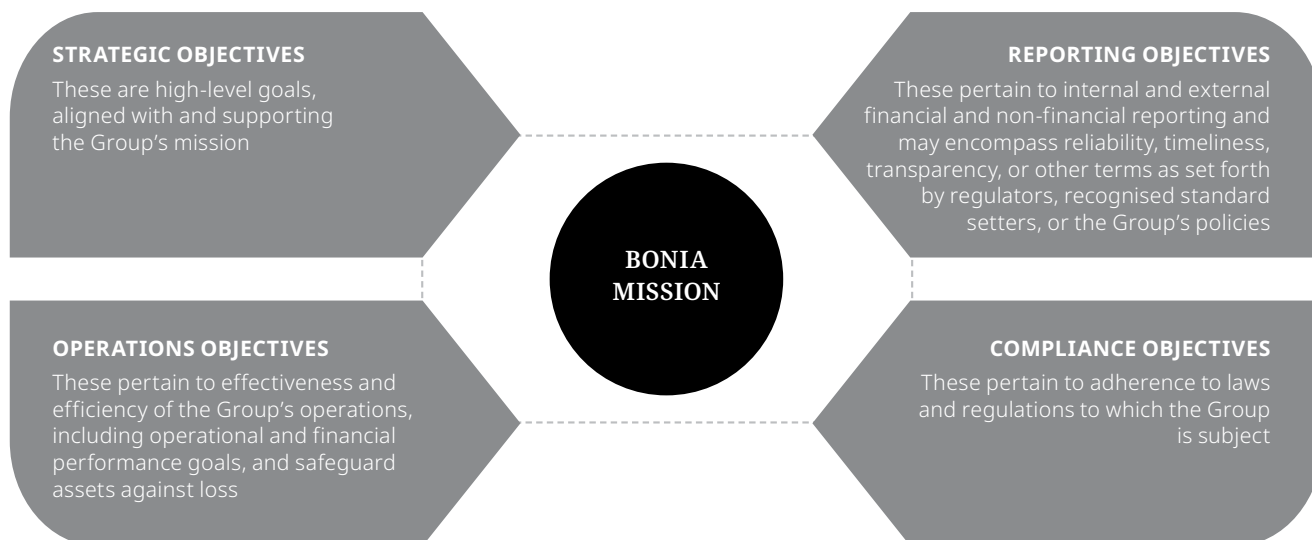 STRATEGIC OBJECTIVES
These are high-level goals,
aligned with and supporting
the Group’s mission
REPORTING OBJECTIVES
These pertain to internal and external
financial and non-financial reporting and
may encompass reliability, timeliness,
transparency, or other terms as set forth
by regulators, recognised standard
setters, or the Group’s policies
BONIA
MISSION
OPERATIONS OBJECTIVES
These pertain to effectiveness and
efficiency of the Group’s operations,
including operational and financial
performance goals, and safeguard
assets against loss
COMPLIANCE OBJECTIVES
These pertain to adherence to laws
and regulations to which the Group
is subject